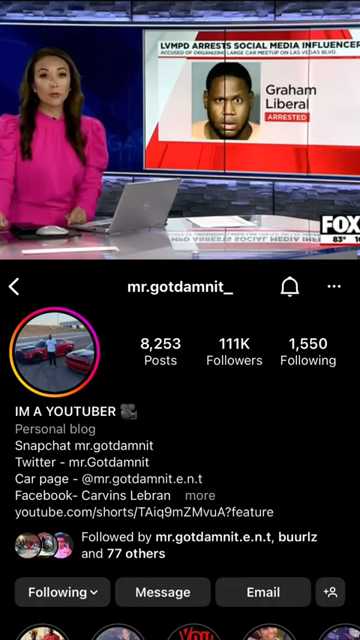 LVMPD ARRESTS SOCIAL MEDIA INFLUENCER
ACCUSED OF ORGANIZING LARGE CAR MEETUP ON LAS VEGAS BLVD.
Graham
Liberal
ARRESTED
FOX
83°
mr.gotdamnit_
8,253
Posts
111K
Followers
1,550
Following
IM A YOUTUBER
Personal blog
Snapchat mr.gotdamnit
Twitter - mr.Gotdamnit
Car page - @mr.gotdamnit.e.n.t
Facebook- Carvins Lebran more
youtube.com/shorts/TAiq9mZMvuA?feature
Followed by mr.gotdamnit.e.n.t, buurlz
and 77 others
Following
Message
Email